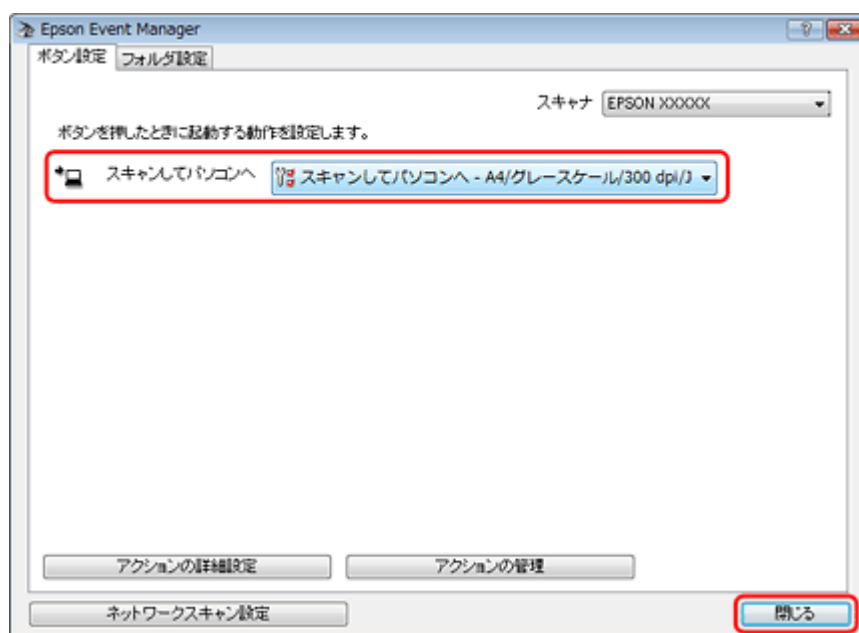 Epson Event Manager
ボタン設定 フォルダ設定
スキャナ EPSON XXXXX
ボタンを押したときに起動する動作を設定します。
スキャンしてパソコンへ スキャンしてパソコンへ - A4/グレースケール/300 dpi/J
アクションの詳細設定 アクションの管理
ネットワークスキャン設定 閉じる